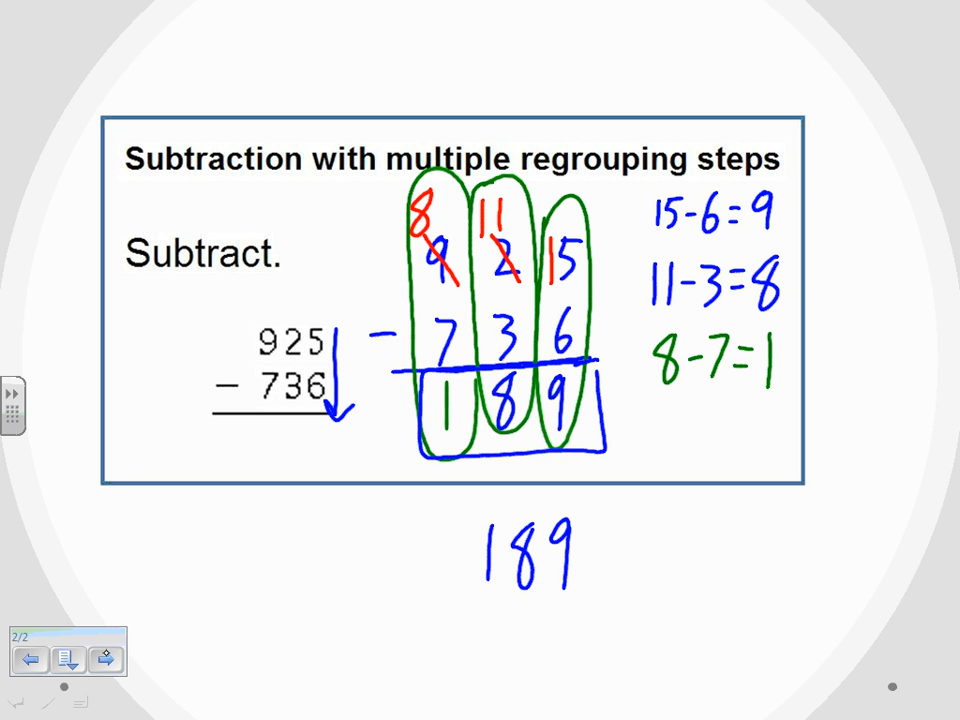 Subtraction with multiple regrouping steps
Subtract.
925
− 736
8 11
9 2 15
− 7 3 6
1 8 9
15-6=9
11-3=8
8-7=1
189
2/2